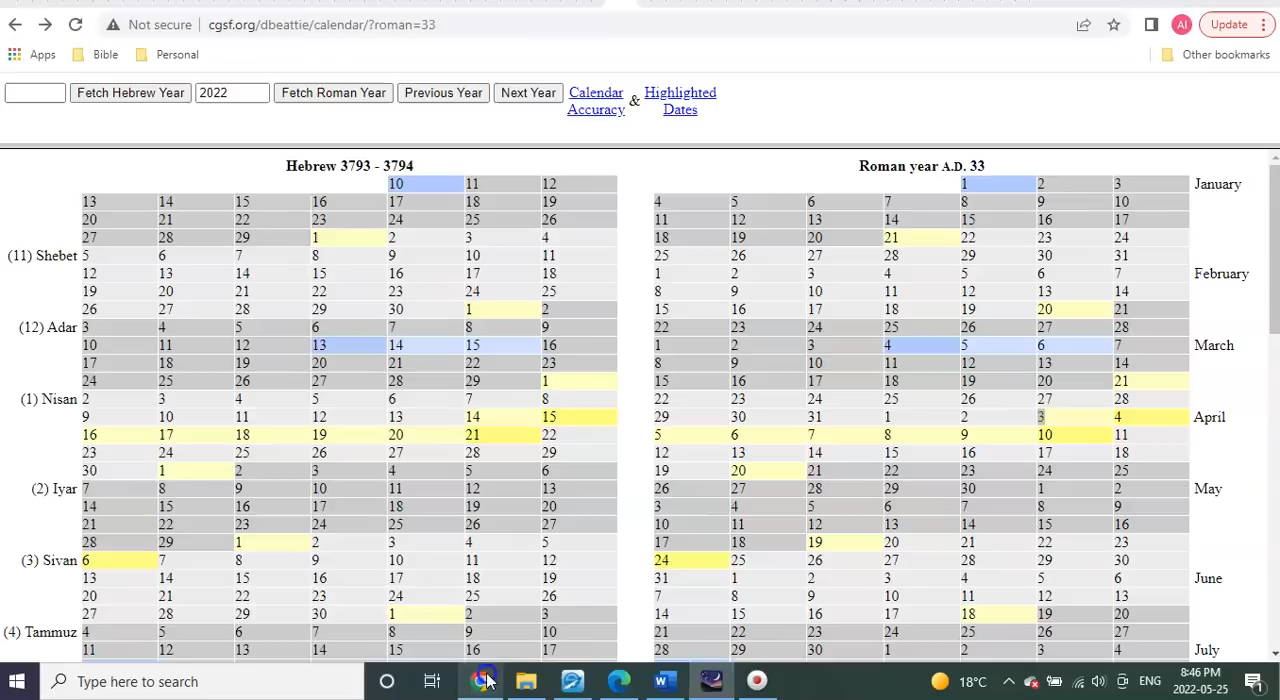 Not secure cgsf.org/dbeattie/calendar/?roman=33 AI Update
Apps Bible Personal Other bookmarks
Fetch Hebrew Year 2022 Fetch Roman Year Previous Year Next Year Calendar Accuracy & Highlighted Dates
Hebrew 3793 - 3794 Roman year A.D. 33
10 11 12 1 2 3 January
13 14 15 16 17 18 19 4 5 6 7 8 9 10
20 21 22 23 24 25 26 11 12 13 14 15 16 17
27 28 29 1 2 3 4 18 19 20 21 22 23 24
(11) Shebet 5 6 7 8 9 10 11 25 26 27 28 29 30 31
12 13 14 15 16 17 18 1 2 3 4 5 6 7 February
19 20 21 22 23 24 25 8 9 10 11 12 13 14
26 27 28 29 30 1 2 15 16 17 18 19 20 21
(12) Adar 3 4 5 6 7 8 9 22 23 24 25 26 27 28
10 11 12 13 14 15 16 1 2 3 4 5 6 7 March
17 18 19 20 21 22 23 8 9 10 11 12 13 14
24 25 26 27 28 29 1 15 16 17 18 19 20 21
(1) Nisan 2 3 4 5 6 7 8 22 23 24 25 26 27 28
9 10 11 12 13 14 15 29 30 31 1 2 3 4 April
16 17 18 19 20 21 22 5 6 7 8 9 10 11
23 24 25 26 27 28 29 12 13 14 15 16 17 18
30 1 2 3 4 5 6 19 20 21 22 23 24 25
(2) Iyar 7 8 9 10 11 12 13 26 27 28 29 30 1 2 May
14 15 16 17 18 19 20 3 4 5 6 7 8 9
21 22 23 24 25 26 27 10 11 12 13 14 15 16
28 29 1 2 3 4 5 17 18 19 20 21 22 23
(3) Sivan 6 7 8 9 10 11 12 24 25 26 27 28 29 30
13 14 15 16 17 18 19 31 1 2 3 4 5 6 June
20 21 22 23 24 25 26 7 8 9 10 11 12 13
27 28 29 30 1 2 3 14 15 16 17 18 19 20
(4) Tammuz 4 5 6 7 8 9 10 21 22 23 24 25 26 27
11 12 13 14 15 16 17 28 29 30 1 2 3 4 July
Type here to search 18°C ENG 8:46 PM
2022-05-25 1